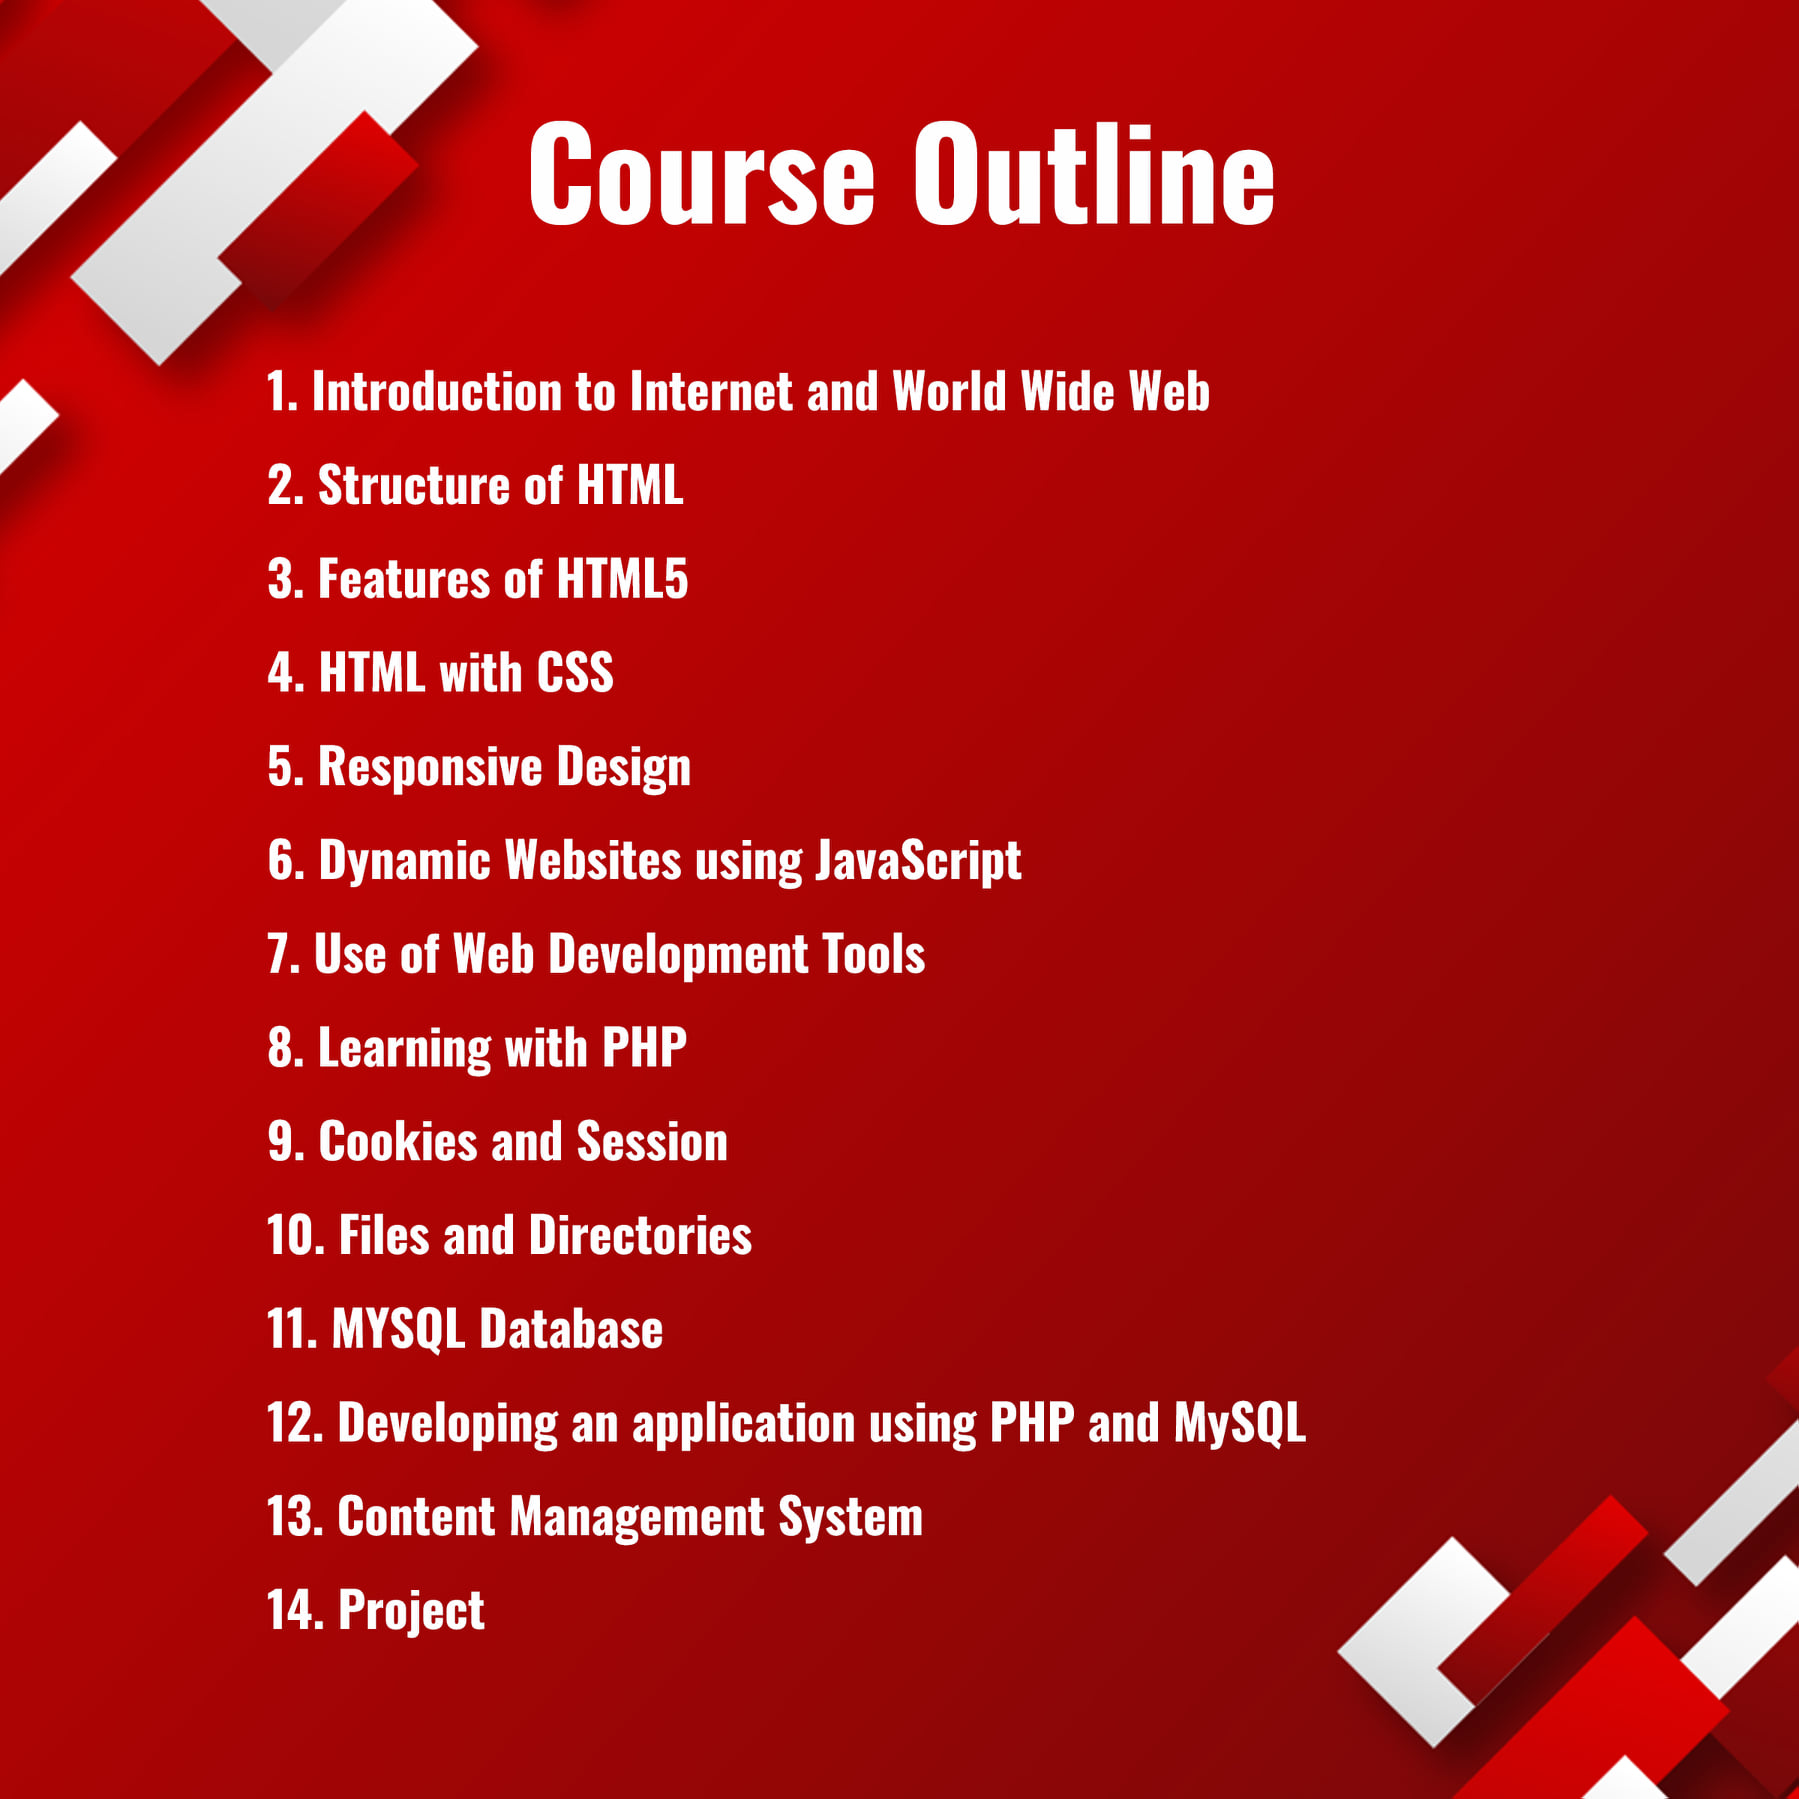 Course Outline
1. Introduction to Internet and World Wide Web
2. Structure of HTML
3. Features of HTML5
4. HTML with CSS
5. Responsive Design
6. Dynamic Websites using JavaScript
7. Use of Web Development Tools
8. Learning with PHP
9. Cookies and Session
10. Files and Directories
11. MYSQL Database
12. Developing an application using PHP and MySQL
13. Content Management System
14. Project